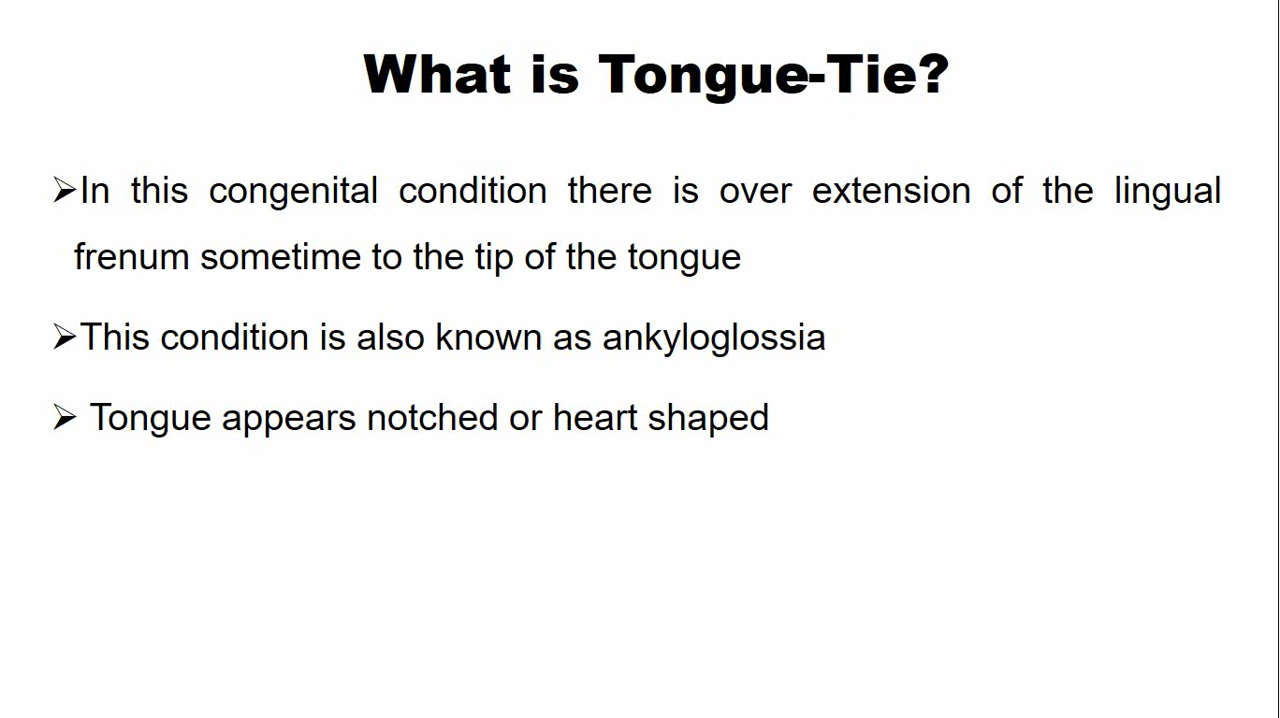 What is Tongue-Tie?
➢In this congenital condition there is over extension of the lingual
frenum sometime to the tip of the tongue
➢This condition is also known as ankyloglossia
➢ Tongue appears notched or heart shaped